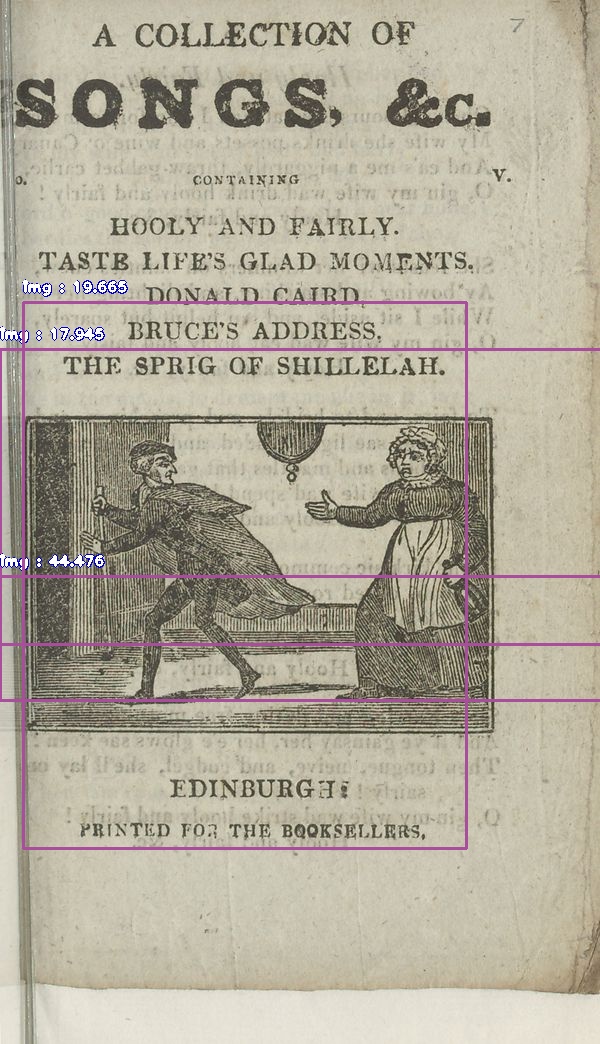 7
A COLLECTION OF
SONGS, &c.
CONTAINING
V.
HOOLY AND FAIRLY.
TASTE LIFE'S GLAD MOMENTS.
DONALD CAIRD.
img : 19.665
BRUCE'S ADDRESS.
img : 17.945
THE SPRIG OF SHILLELAH.
img : 44.476
EDINBURGH:
PRINTED FOR THE BOOKSELLERS.